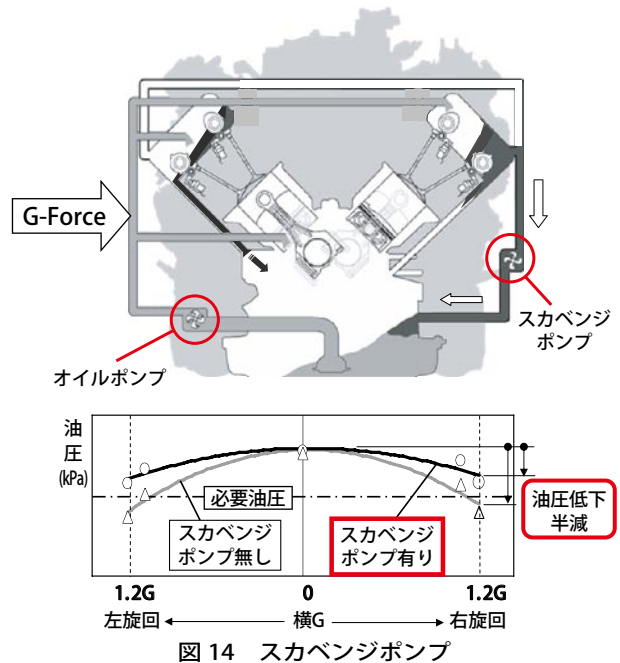 G-Force
スカベンジ
ポンプ
オイルポンプ
油
圧
(kPa)
必要油圧
スカベンジ
ポンプ無し
スカベンジ
ポンプ有り
油圧低下
半減
1.2G
0
1.2G
左旋回
横G
右旋回
図 14　スカベンジポンプ